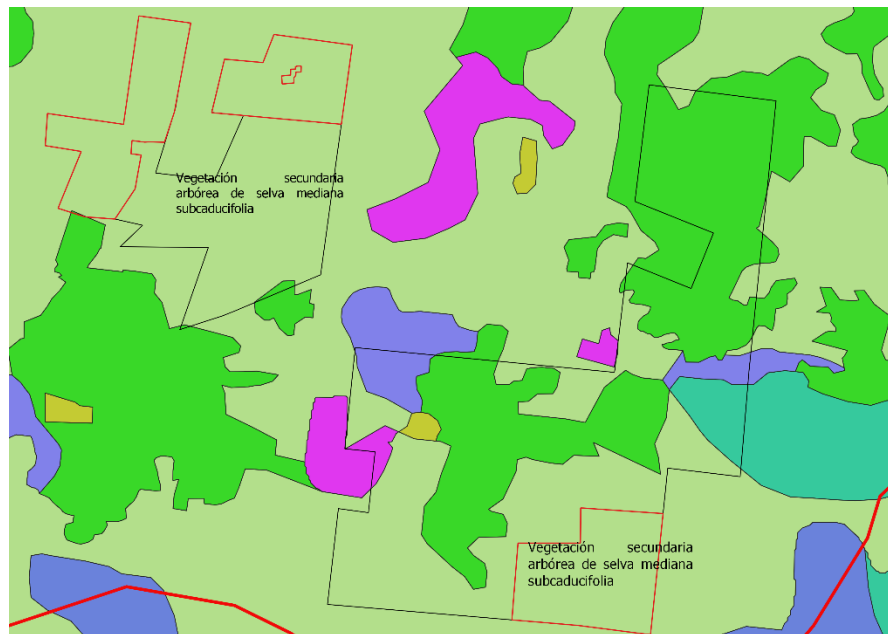 Vegetación secundaria
arbórea de selva mediana
subcaducifolia
Vegetación secundaria
arbórea de selva mediana
subcaducifolia